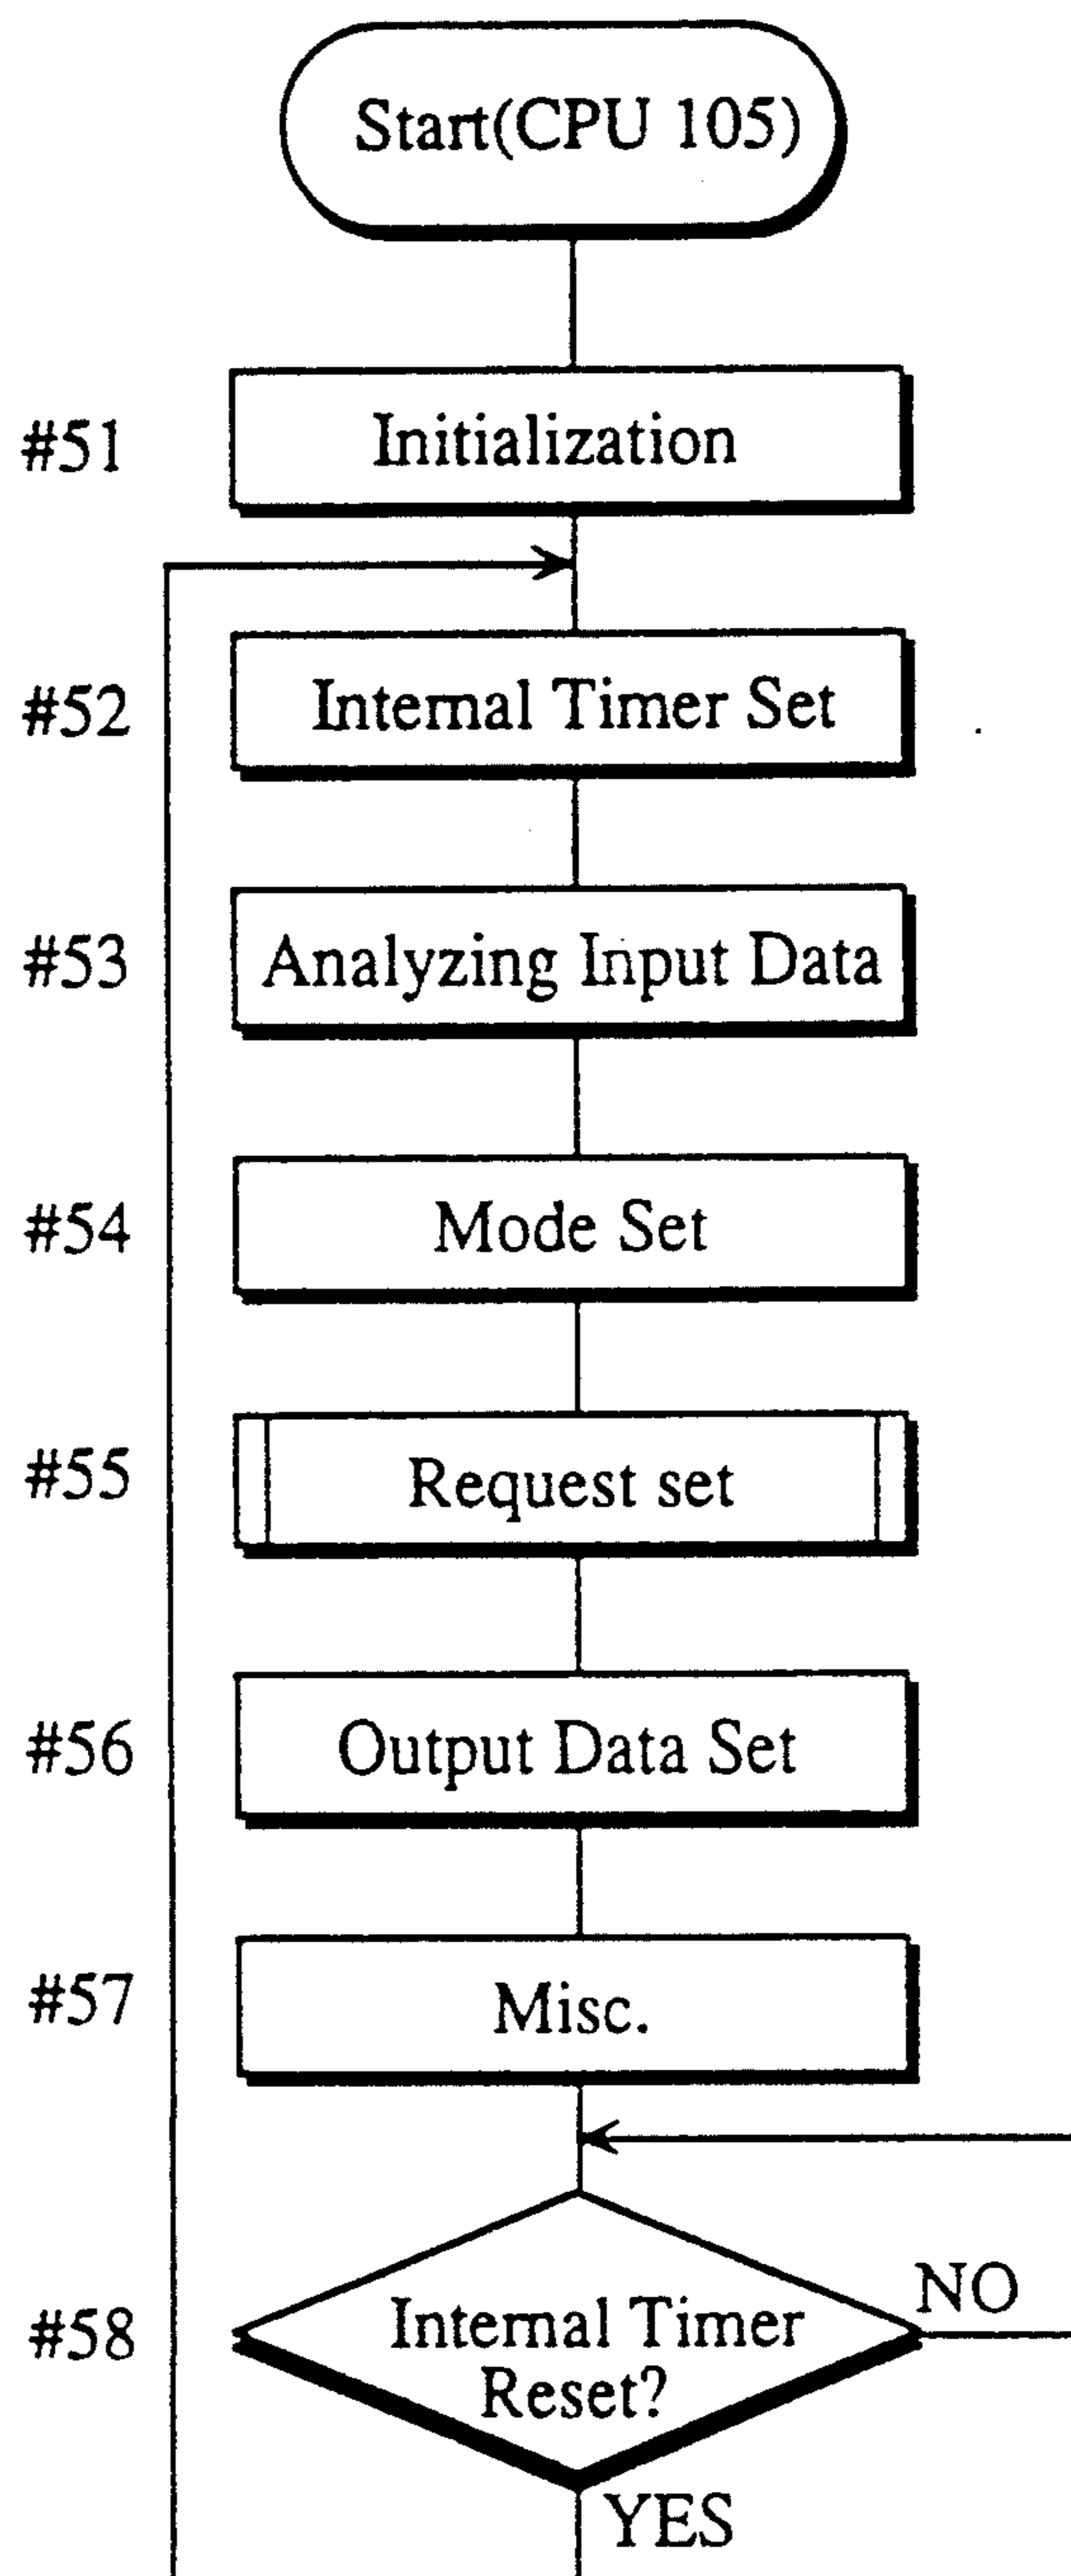 Start(CPU 105)
#51 Initialization
#52 Internal Timer Set
#53 Analyzing Input Data
#54 Mode Set
#55 Request set
#56 Output Data Set
#57 Misc.
#58 Internal Timer
Reset?
NO
YES